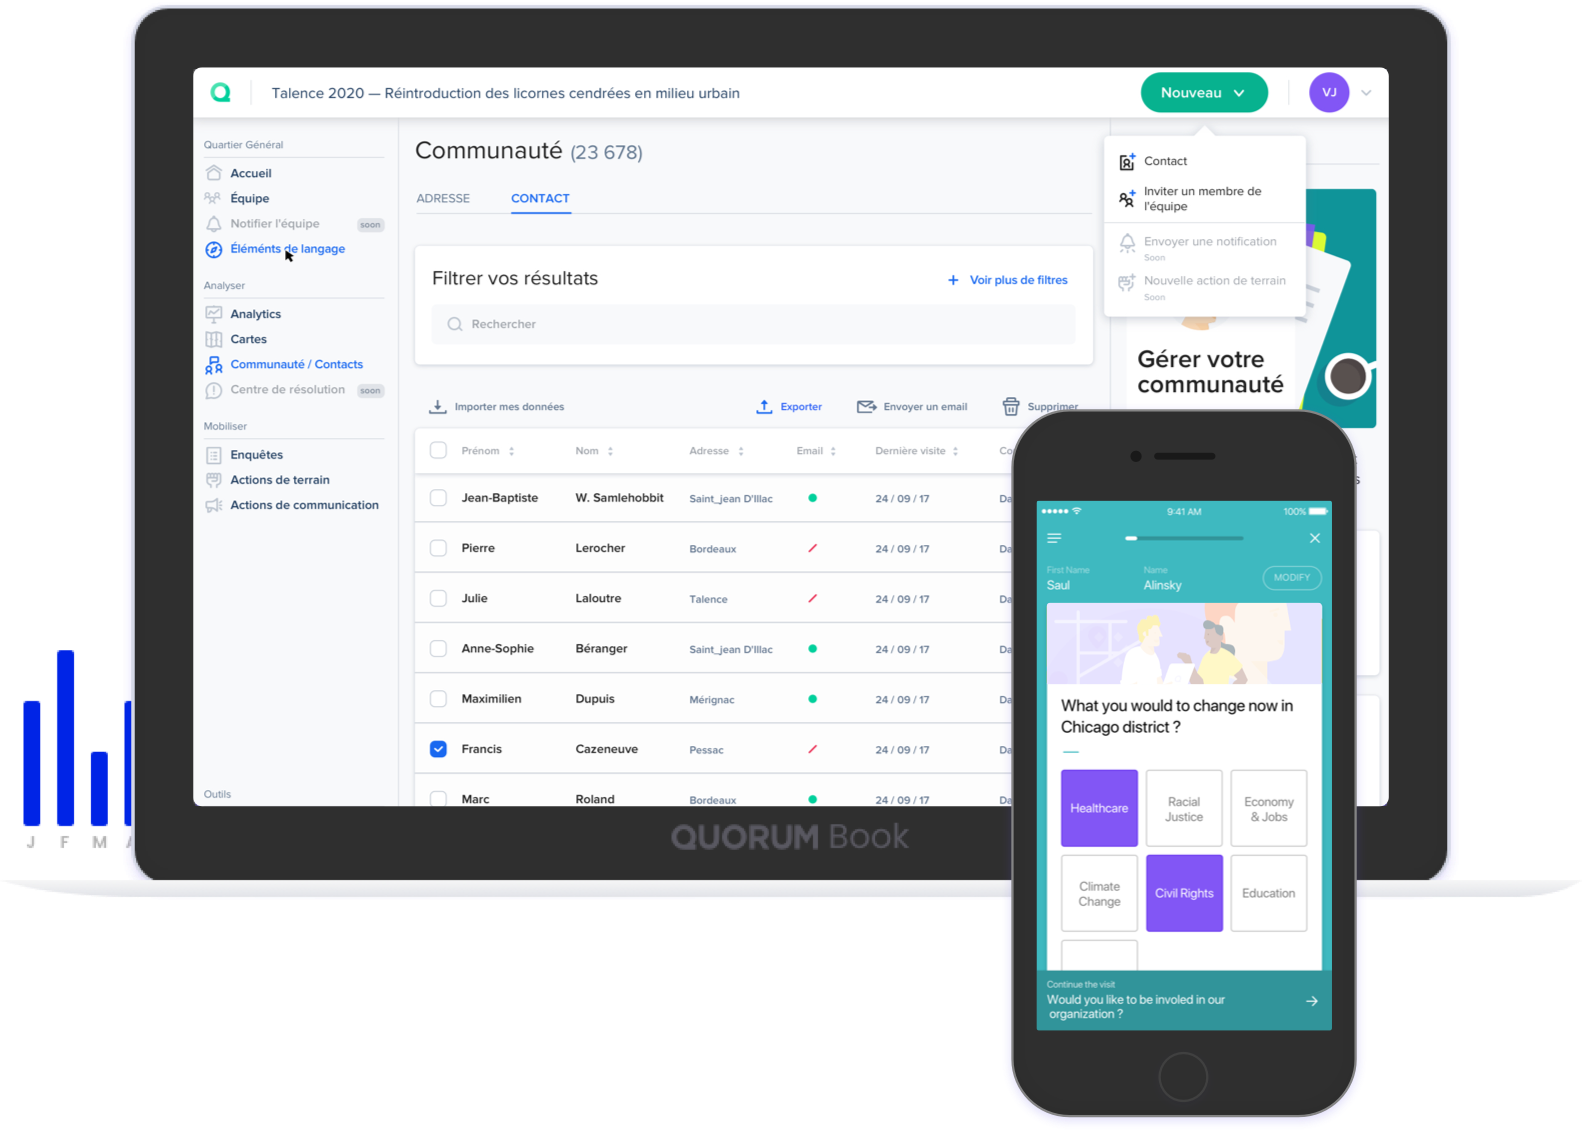 Talence 2020 — Réintroduction des licornes cendrées en milieu urbain
Nouveau
VJ
Quartier Général
Accueil
Équipe
Notifier l'équipe
soon
Éléménts de langage
Analyser
Analytics
Cartes
Communauté / Contacts
Centre de résolution
soon
Mobiliser
Enquêtes
Actions de terrain
Actions de communication
Outils
Communauté (23 678)
ADRESSE
CONTACT
Filtrer vos résultats
+ Voir plus de filtres
Rechercher
Importer mes données
Exporter
Envoyer un email
Supprimer
Prénom Nom Adresse Email Dernière visite Co
Jean-Baptiste W. Samlehobbit Saint_jean D'Illac 24 / 09 / 17 Da
Pierre Lerocher Bordeaux 24 / 09 / 17 Da
Julie Laloutre Talence 24 / 09 / 17 Da
Anne-Sophie Béranger Saint_jean D'Illac 24 / 09 / 17 Da
Maximilien Dupuis Mérignac 24 / 09 / 17 Da
Francis Cazeneuve Pessac 24 / 09 / 17 Da
Marc Roland Bordeaux 24 / 09 / 17 Da
Contact
Inviter un membre de
l'équipe
Envoyer une notification
Soon
Nouvelle action de terrain
Soon
Gérer votre
communauté
s
QUORUM Book
J F M A
9:41 AM
100%
First Name
Saul
Name
Alinsky
MODIFY
What you would to change now in
Chicago district ?
Healthcare
Racial
Justice
Economy
& Jobs
Climate
Change
Civil Rights
Education
Continue the visit
Would you like to be involed in our
organization ?